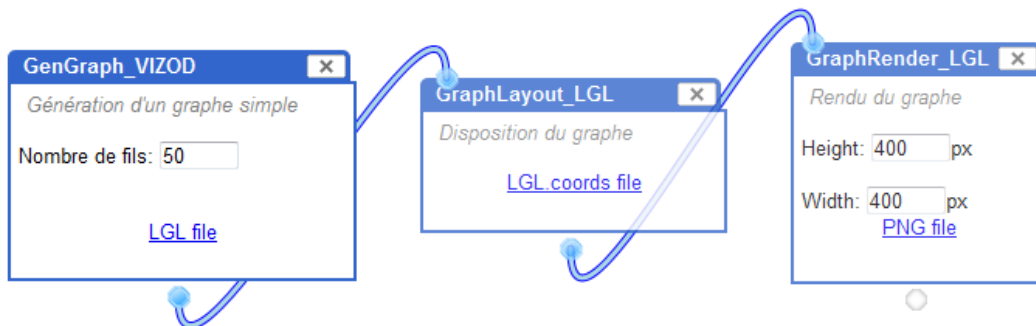 GenGraph_VIZOD
Génération d'un graphe simple
Nombre de fils: 50
LGL file
GraphLayout_LGL
Disposition du graphe
LGL.coords file
GraphRender_LGL
Rendu du graphe
Height: 400 px
Width: 400 px
PNG file